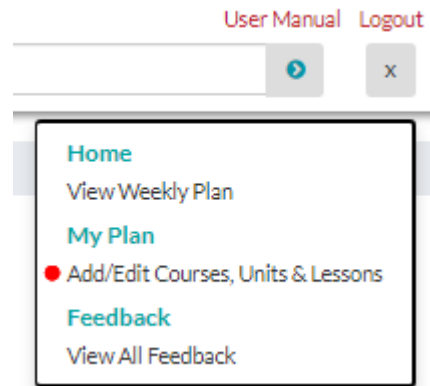 User Manual Logout
x
Home
View Weekly Plan
My Plan
Add/Edit Courses, Units & Lessons
Feedback
View All Feedback